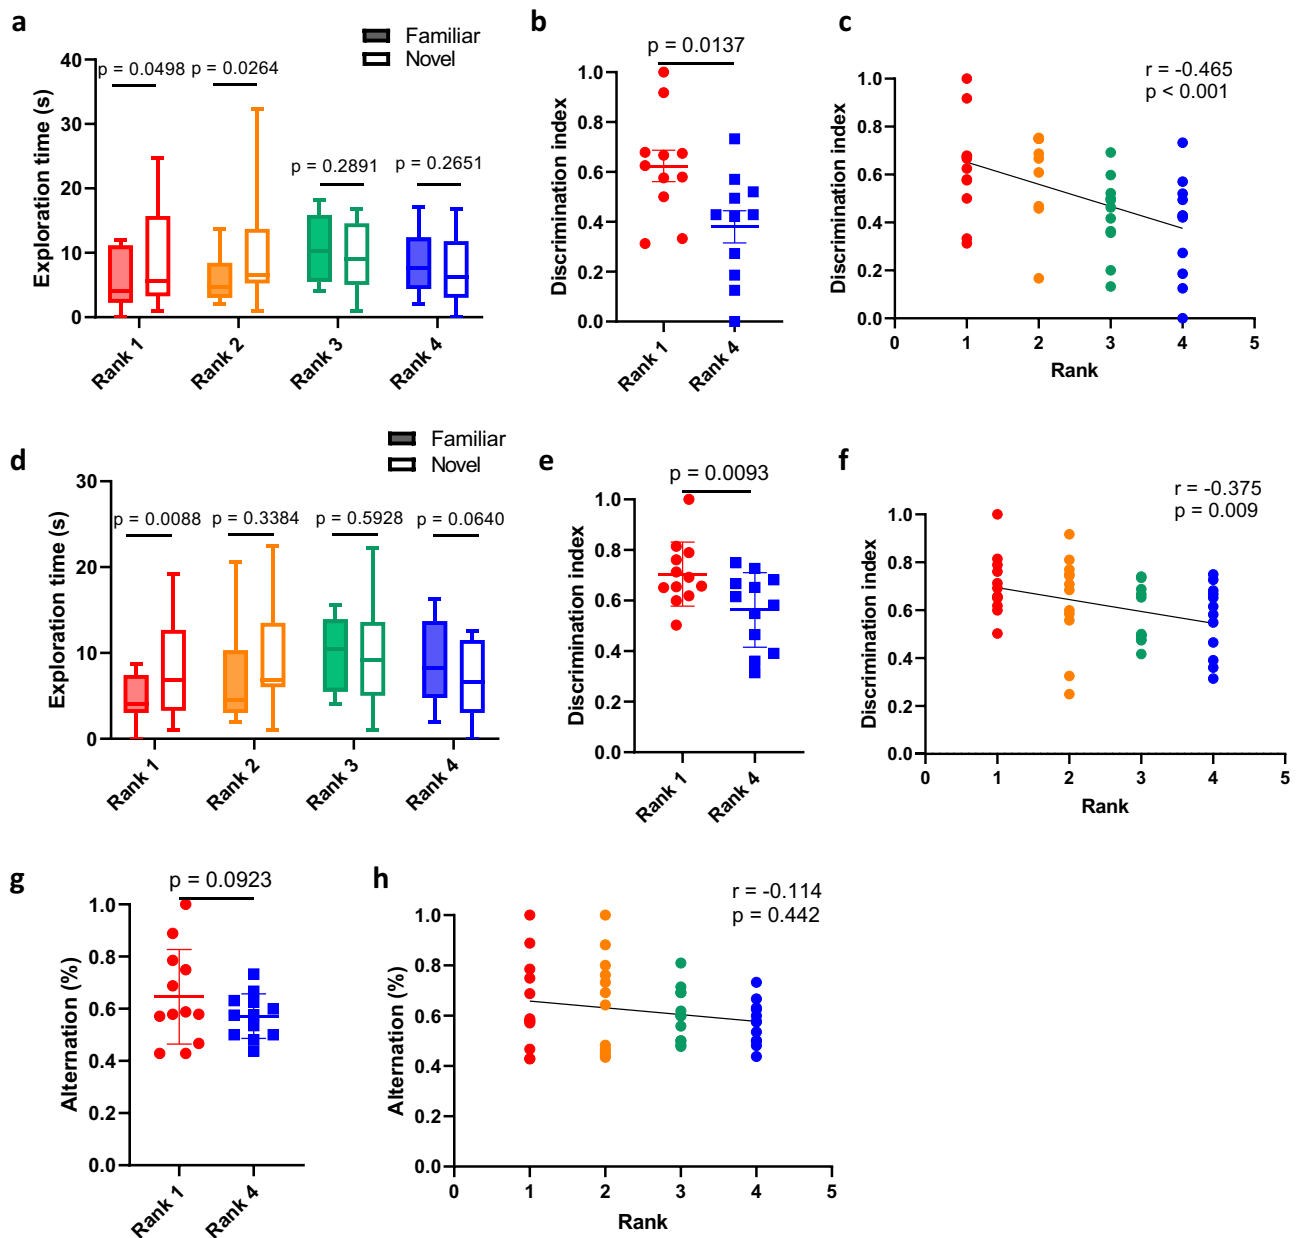 a
Familiar
Novel
Exploration time (s)
40
30
20
10
0
p = 0.0498
p = 0.0264
p = 0.2891
p = 0.2651
Rank 1
Rank 2
Rank 3
Rank 4
b
p = 0.0137
Discrimination index
1.0
0.8
0.6
0.4
0.2
0.0
Rank 1
Rank 4
c
r = -0.465
p < 0.001
Discrimination index
1.0
0.8
0.6
0.4
0.2
0.0
0
1
2
3
4
5
Rank
d
Familiar
Novel
Exploration time (s)
30
20
10
0
p = 0.0088
p = 0.3384
p = 0.5928
p = 0.0640
Rank 1
Rank 2
Rank 3
Rank 4
e
p = 0.0093
Discrimination index
1.0
0.8
0.6
0.4
0.2
0.0
Rank 1
Rank 4
f
r = -0.375
p = 0.009
Discrimination index
1.0
0.8
0.6
0.4
0.2
0.0
0
1
2
3
4
5
Rank
g
p = 0.0923
Alternation (%)
1.0
0.8
0.6
0.4
0.2
0.0
Rank 1
Rank 4
h
r = -0.114
p = 0.442
Alternation (%)
1.0
0.8
0.6
0.4
0.2
0.0
0
1
2
3
4
5
Rank